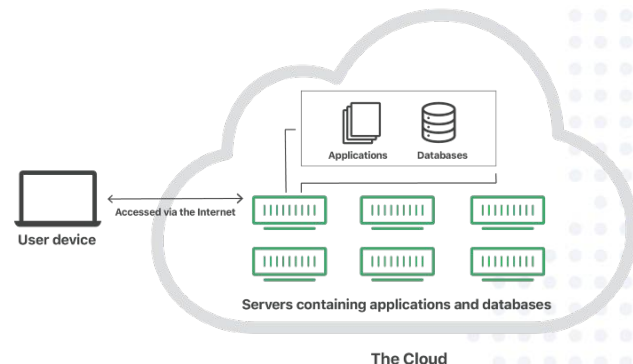 Applications
Databases
Accessed via the Internet
User device
Servers containing applications and databases
The Cloud